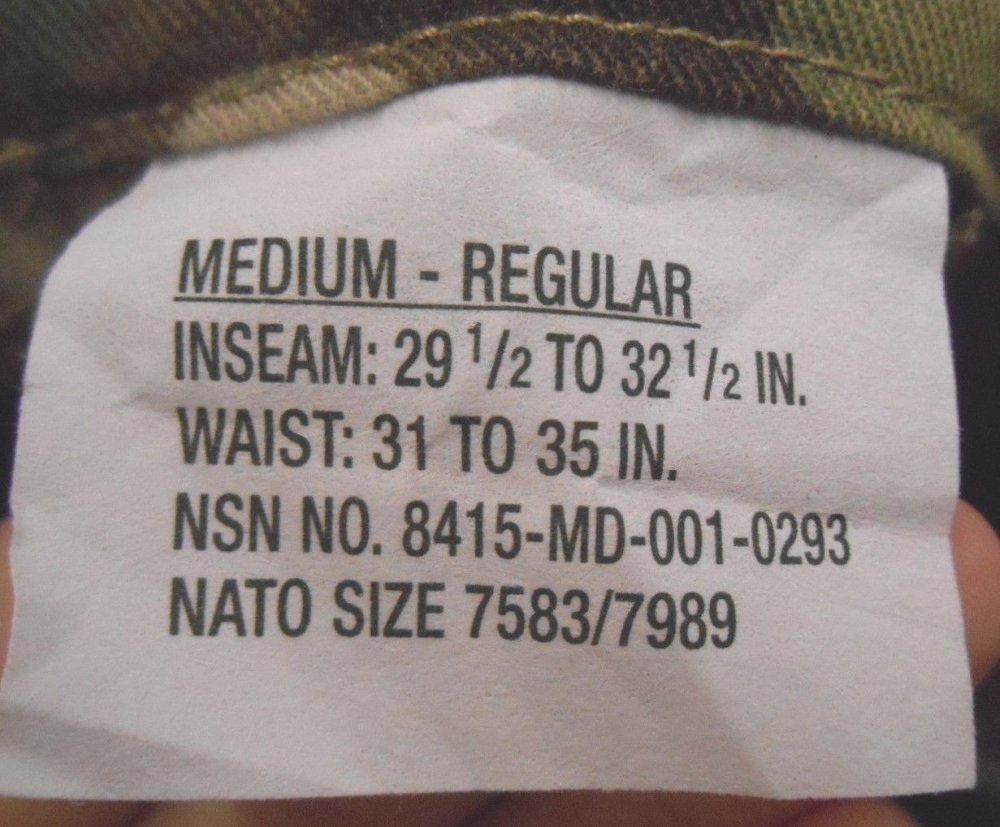 MEDIUM - REGULAR
INSEAM: 29 1/2 TO 32 1/2 IN.
WAIST: 31 TO 35 IN.
NSN NO. 8415-MD-001-0293
NATO SIZE 7583/7989